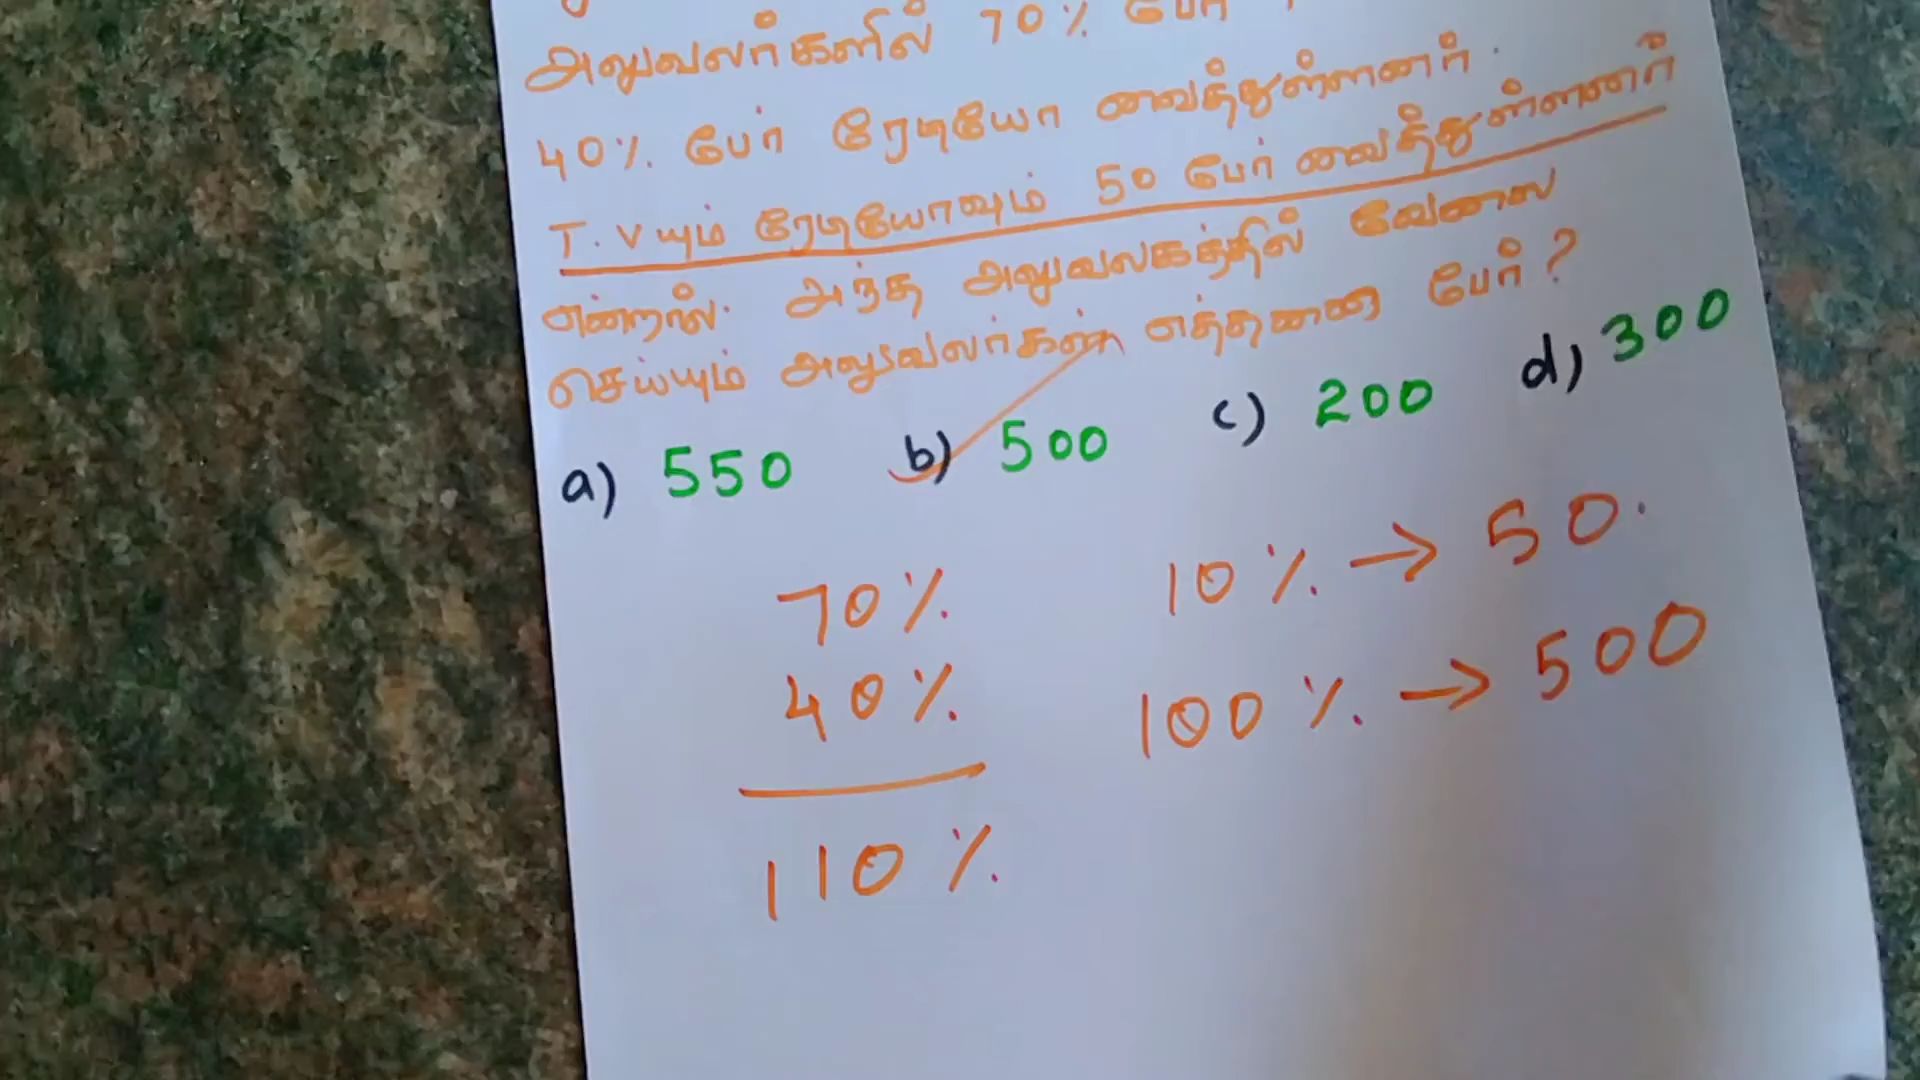 அலுவலர்களில் 70% பேர்
40%. பேர் ரேடியோ வைத்துள்ளனர்.
T.Vயும் ரேடியோவும் 50 பேர் வைத்துள்ளனர்
என்றால். அந்த அலுவலகத்தில் வேலை
செய்யும் அலுவலர்கள் எத்தனை பேர்?
a) 550 b) 500 c) 200 d) 300
70% 10% → 50.
40% 100% → 500
110%